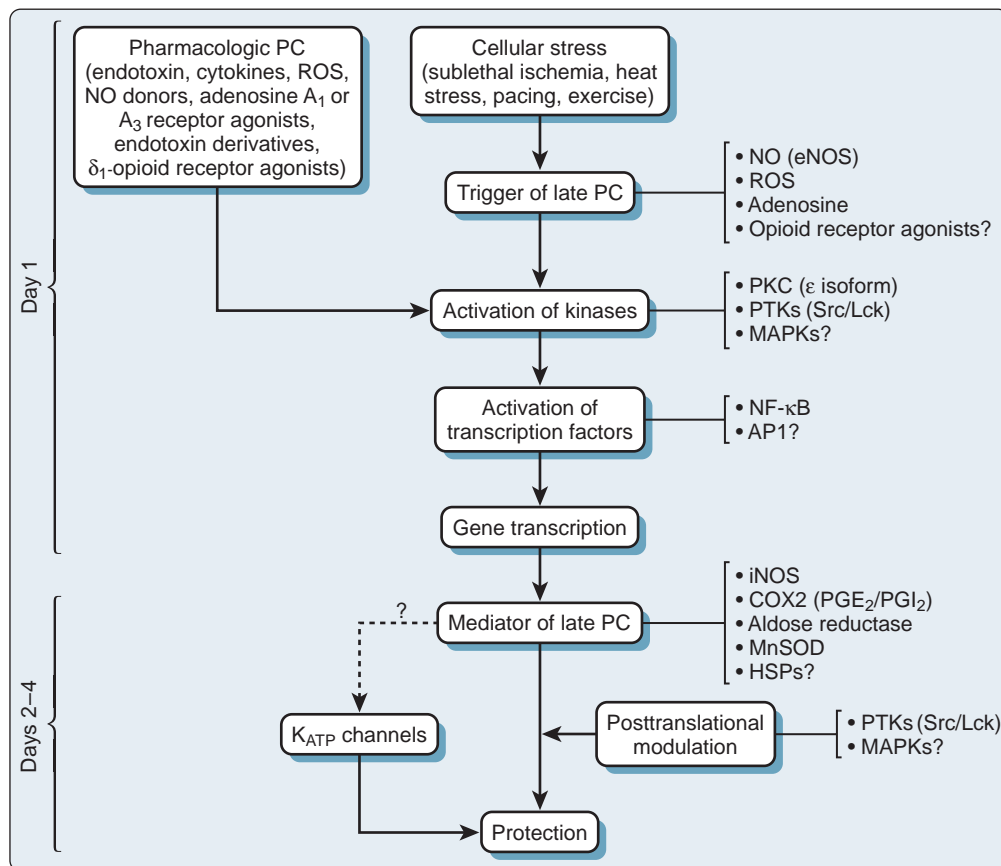 Pharmacologic PC
(endotoxin, cytokines, ROS,
NO donors, adenosine A₁ or
A₃ receptor agonists,
endotoxin derivatives,
δ₁-opioid receptor agonists)
Cellular stress
(sublethal ischemia, heat
stress, pacing, exercise)
Trigger of late PC
• NO (eNOS)
• ROS
• Adenosine
• Opioid receptor agonists?
Day 1
Activation of kinases
• PKC (ε isoform)
• PTKs (Src/Lck)
• MAPKs?
Activation of
transcription factors
• NF-κB
• AP1?
Gene transcription
?
Mediator of late PC
• iNOS
• COX2 (PGE₂/PGI₂)
• Aldose reductase
• MnSOD
• HSPs?
Days 2–4
K_ATP channels
Posttranslational
modulation
• PTKs (Src/Lck)
• MAPKs?
Protection